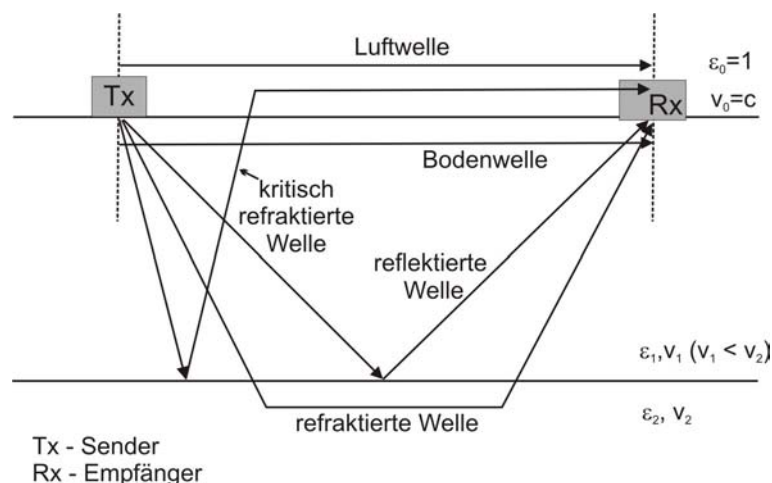 Luftwelle
ε₀=1
Tx
Rx
v₀=c
Bodenwelle
kritisch
refraktierte
Welle
reflektierte
Welle
ε₁,v₁ (v₁ < v₂)
refraktierte Welle
ε₂, v₂
Tx - Sender
Rx - Empfänger